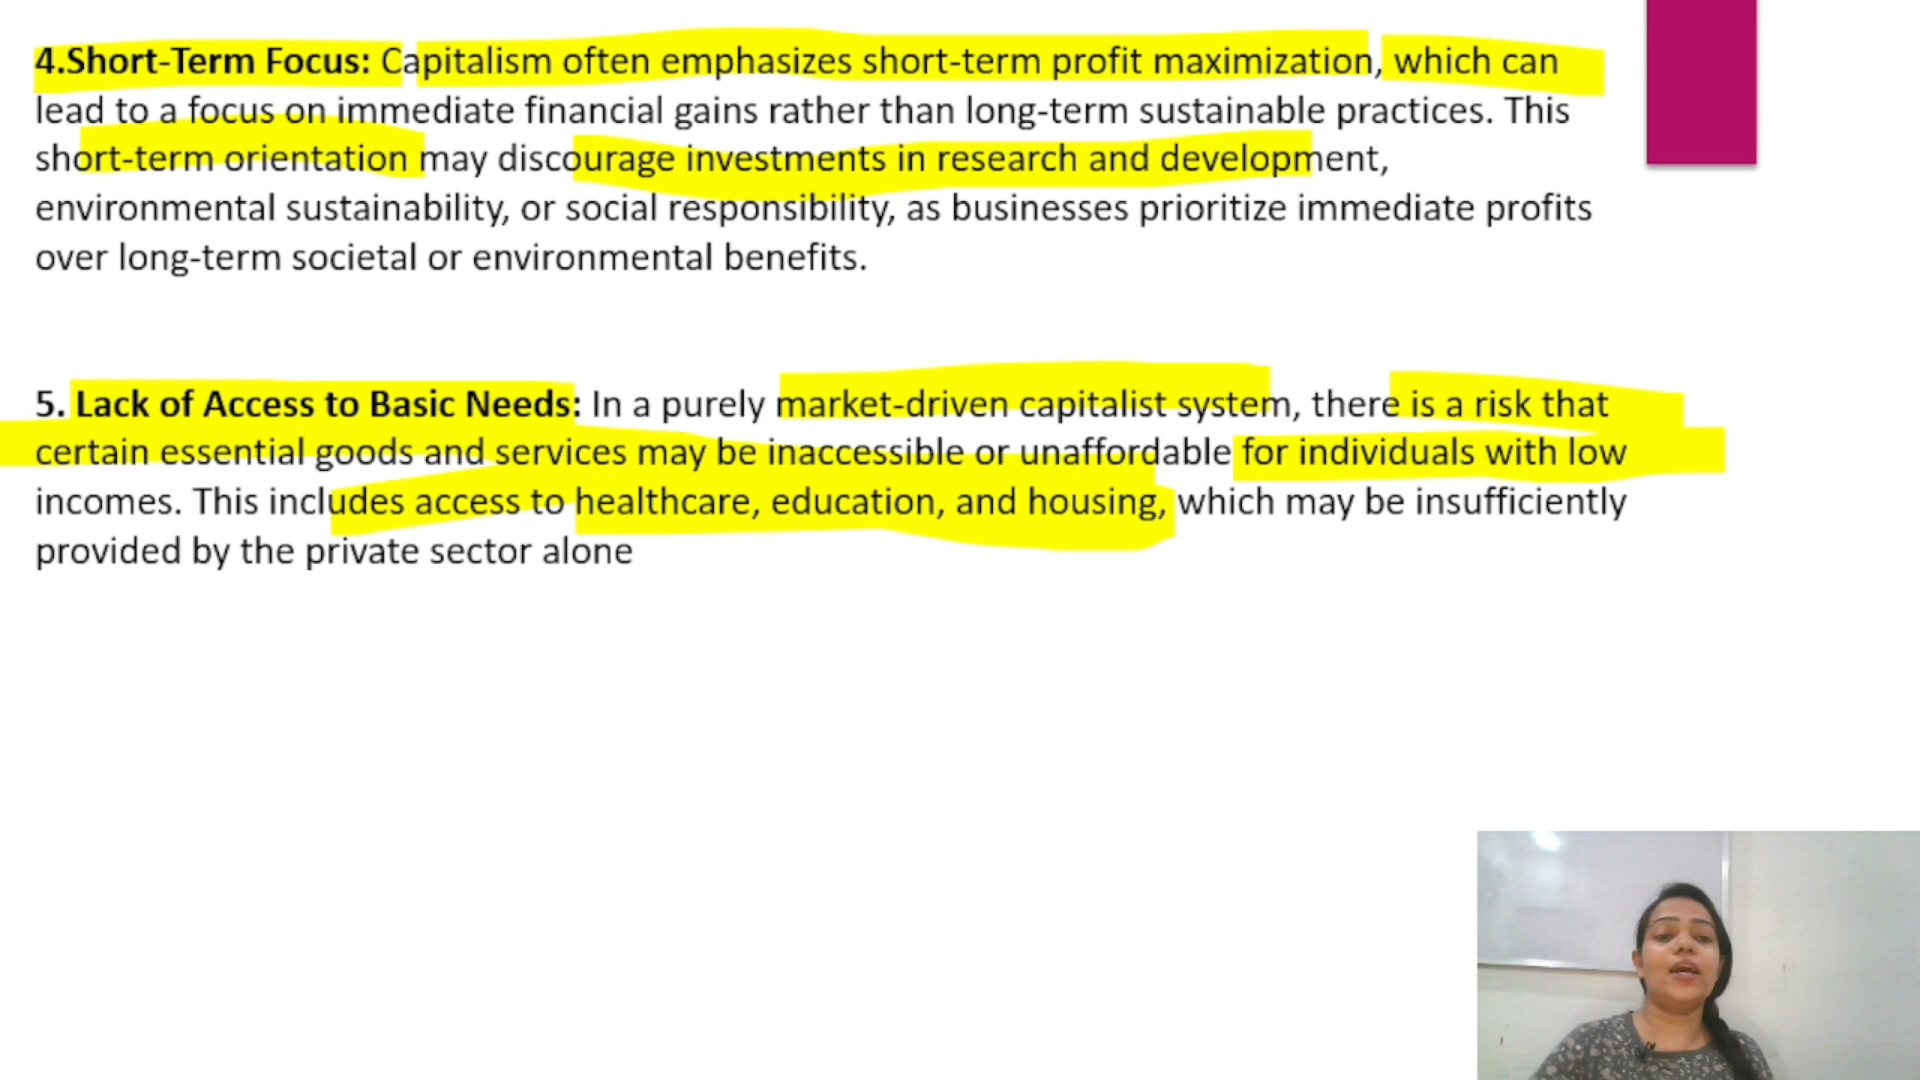 4.Short-Term Focus: Capitalism often emphasizes short-term profit maximization, which can
lead to a focus on immediate financial gains rather than long-term sustainable practices. This
short-term orientation may discourage investments in research and development,
environmental sustainability, or social responsibility, as businesses prioritize immediate profits
over long-term societal or environmental benefits.
5. Lack of Access to Basic Needs: In a purely market-driven capitalist system, there is a risk that
certain essential goods and services may be inaccessible or unaffordable for individuals with low
incomes. This includes access to healthcare, education, and housing, which may be insufficiently
provided by the private sector alone